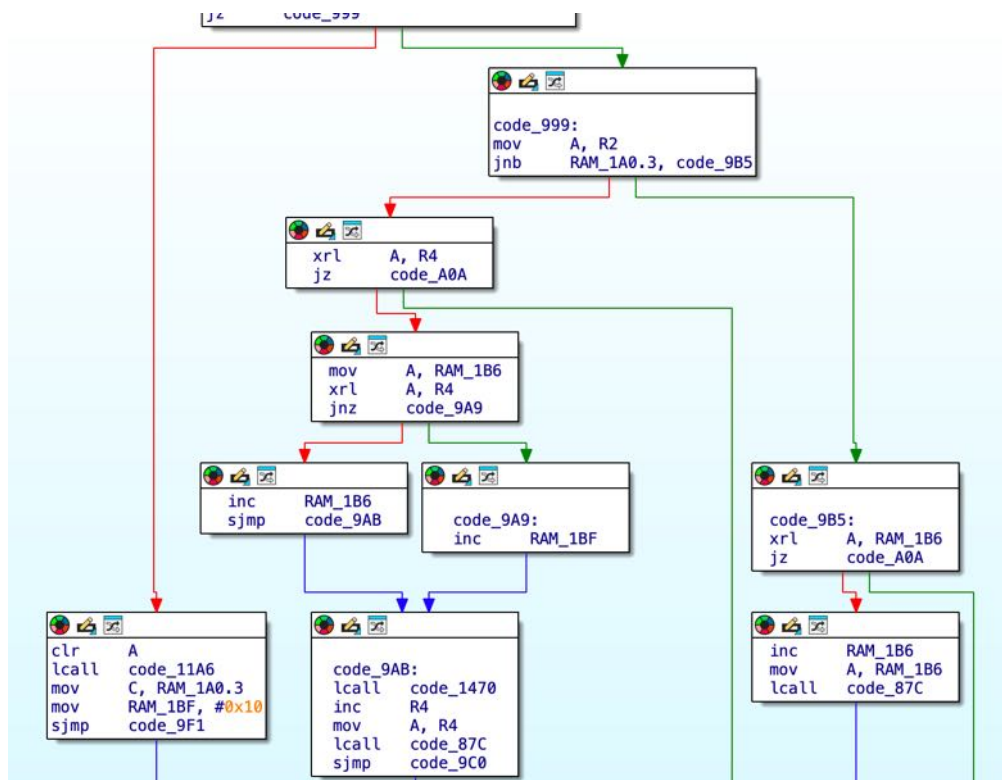 jz code_999
code_999:
mov A, R2
jnb RAM_1A0.3, code_9B5
xrl A, R4
jz code_A0A
mov A, RAM_1B6
xrl A, R4
jnz code_9A9
inc RAM_1B6
sjmp code_9AB
code_9A9:
inc RAM_1BF
code_9B5:
xrl A, RAM_1B6
jz code_A0A
clr A
lcall code_11A6
mov C, RAM_1A0.3
mov RAM_1BF, #0x10
sjmp code_9F1
code_9AB:
lcall code_1470
inc R4
mov A, R4
lcall code_87C
sjmp code_9C0
inc RAM_1B6
mov A, RAM_1B6
lcall code_87C